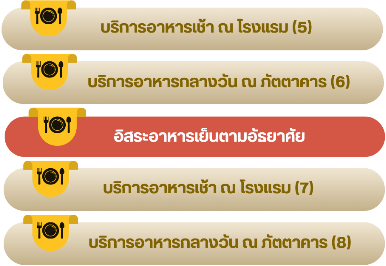 บริการอาหารเช้า ณ โรงแรม (5)
บริการอาหารกลางวัน ณ ภัตตาคาร (6)
อิสระอาหารเย็นตามอัธยาศัย
บริการอาหารเช้า ณ โรงแรม (7)
บริการอาหารกลางวัน ณ ภัตตาคาร (8)